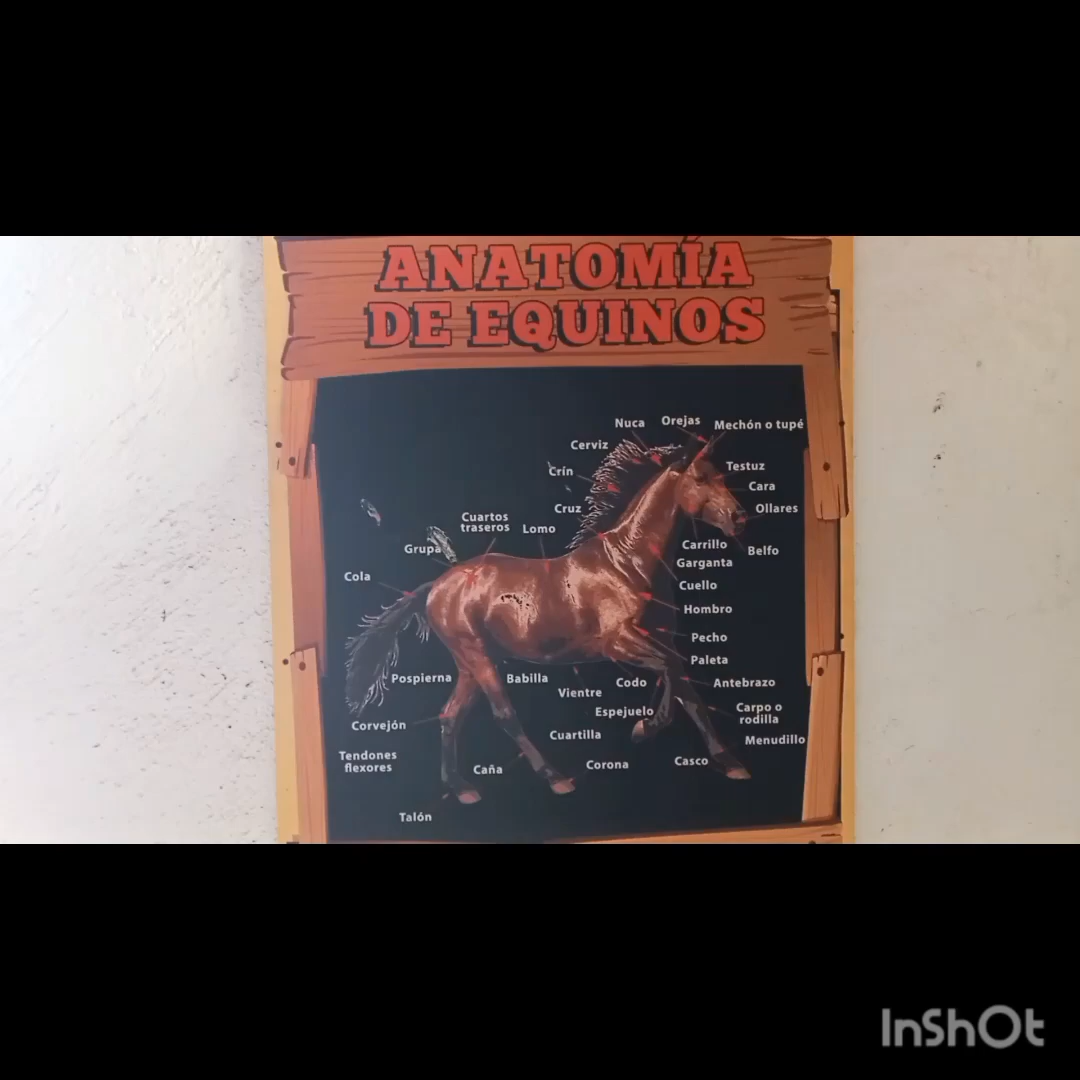 ANATOMÍA
DE EQUINOS
Nuca
Orejas
Mechón o tupé
Cerviz
Testuz
Crín
Cara
Cruz
Ollares
Cuartos
traseros
Lomo
Grupa
Carrillo
Belfo
Garganta
Cola
Cuello
Hombro
Pecho
Paleta
Pospierna
Babilla
Vientre
Codo
Antebrazo
Espejuelo
Carpo o
rodilla
Corvejón
Cuartilla
Menudillo
Tendones
flexores
Caña
Corona
Casco
Talón
InShOt